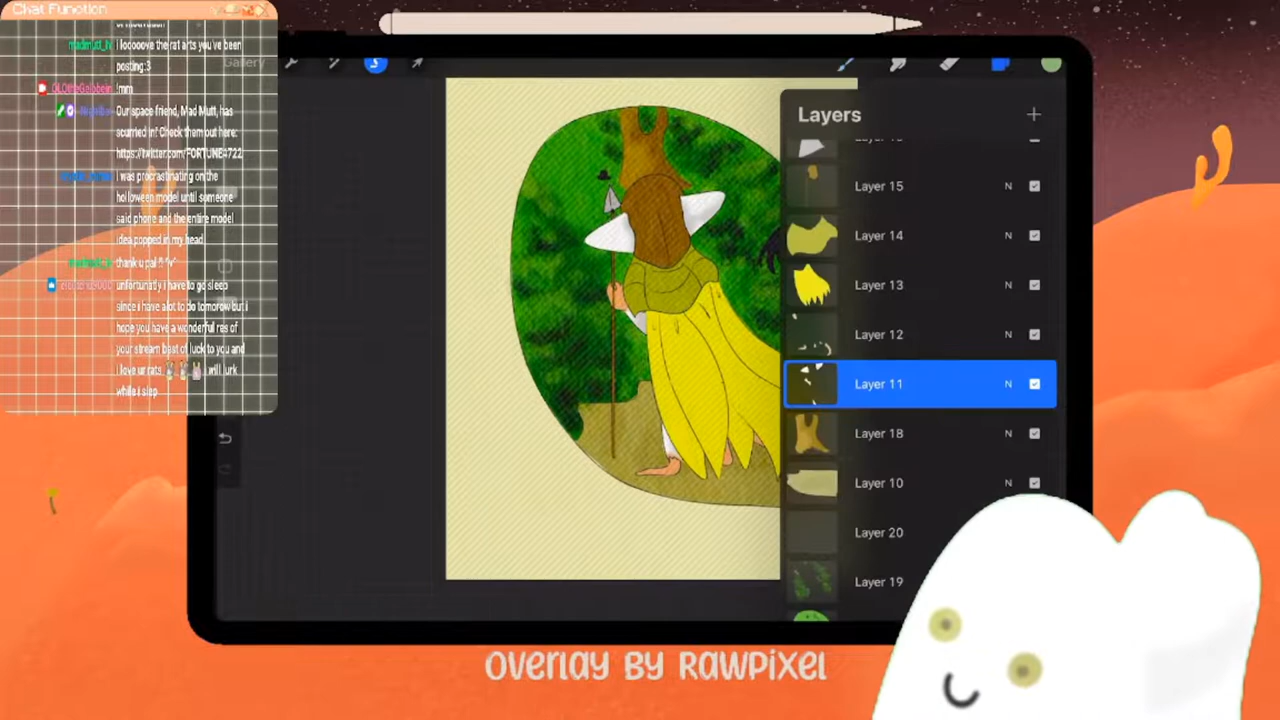 Chat Function
madmutt_tv i looooove the rat arts you've been
posting:3
!mm
Our space friend, Mad Mutt, has
scurried in! Check them out here:
https://twitter.com/FORTUNE4722
i was procrastinating on the
holloween model until someone
said phone and the entire model
idea popped in my head
thank u pal
unfortunatly i have to go sleep
since i have alot to do tomorow but i
hope you have a wonderful res of
your stream best of luck to you and
i love ur rats will lurk
while i slep
Gallery
Layers
Layer 15 N
Layer 14 N
Layer 13 N
Layer 12 N
Layer 11 N
Layer 18 N
Layer 10 N
Layer 20
Layer 19
Overlay by Rawpixel